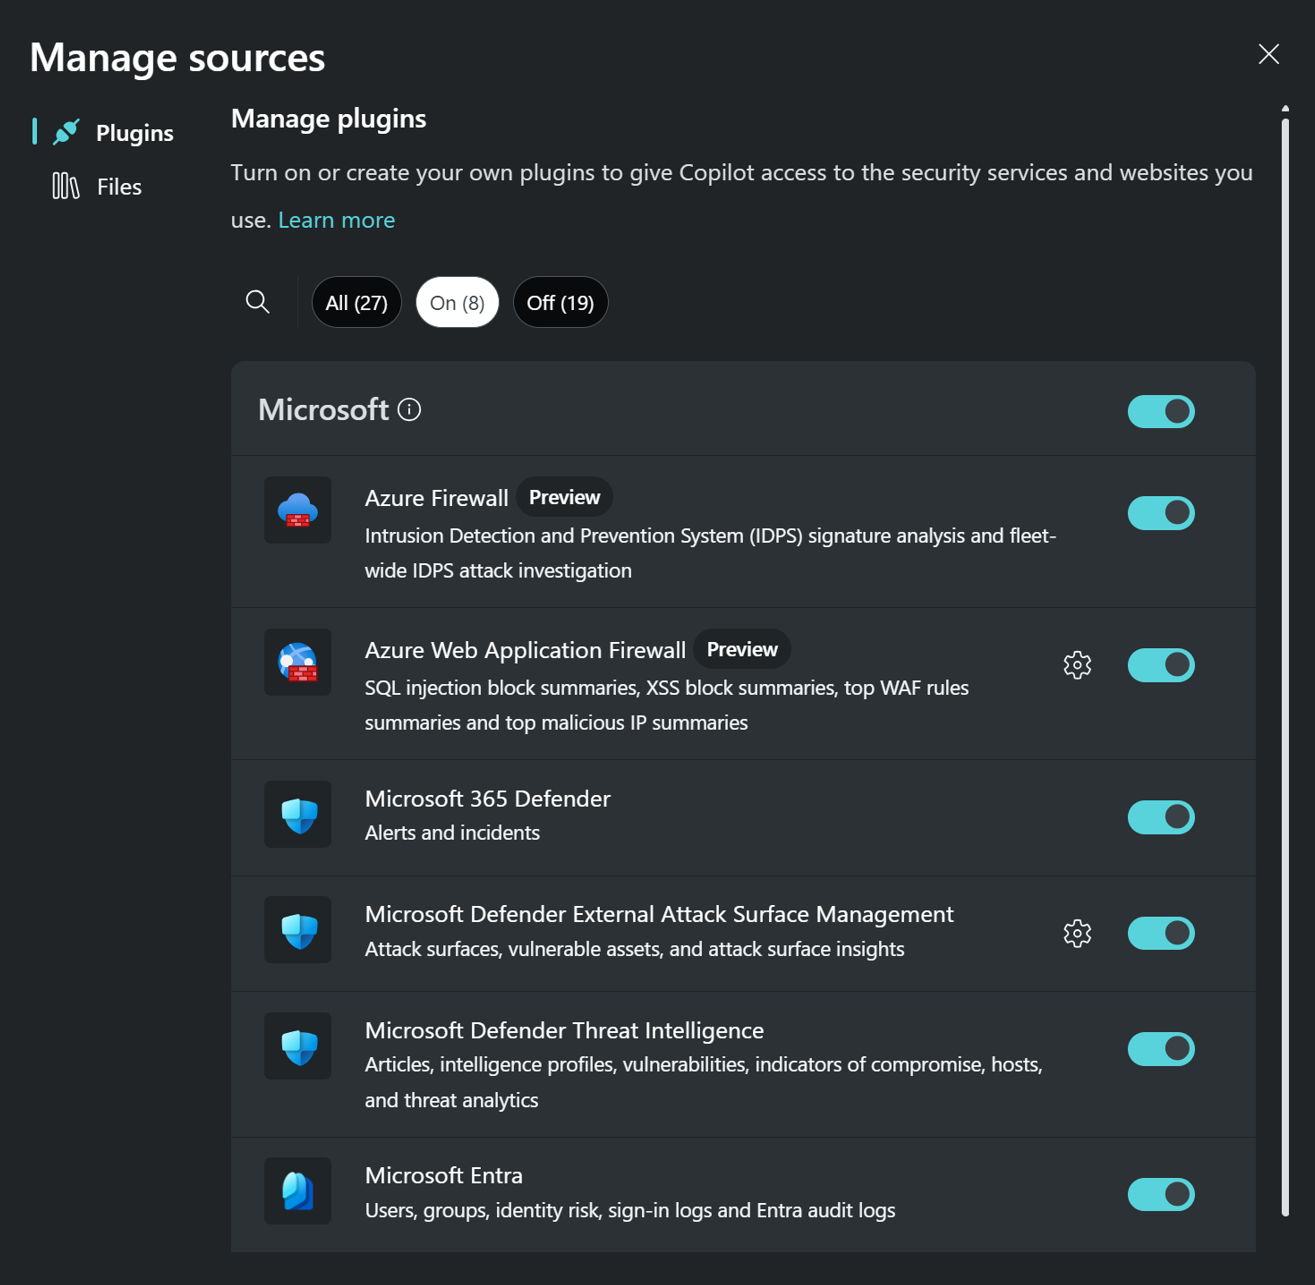 Manage sources
Plugins
Files
Manage plugins
Turn on or create your own plugins to give Copilot access to the security services and websites you
use. Learn more
All (27)
On (8)
Off (19)
Microsoft
Azure Firewall Preview
Intrusion Detection and Prevention System (IDPS) signature analysis and fleet-
wide IDPS attack investigation
Azure Web Application Firewall Preview
SQL injection block summaries, XSS block summaries, top WAF rules
summaries and top malicious IP summaries
Microsoft 365 Defender
Alerts and incidents
Microsoft Defender External Attack Surface Management
Attack surfaces, vulnerable assets, and attack surface insights
Microsoft Defender Threat Intelligence
Articles, intelligence profiles, vulnerabilities, indicators of compromise, hosts,
and threat analytics
Microsoft Entra
Users, groups, identity risk, sign-in logs and Entra audit logs